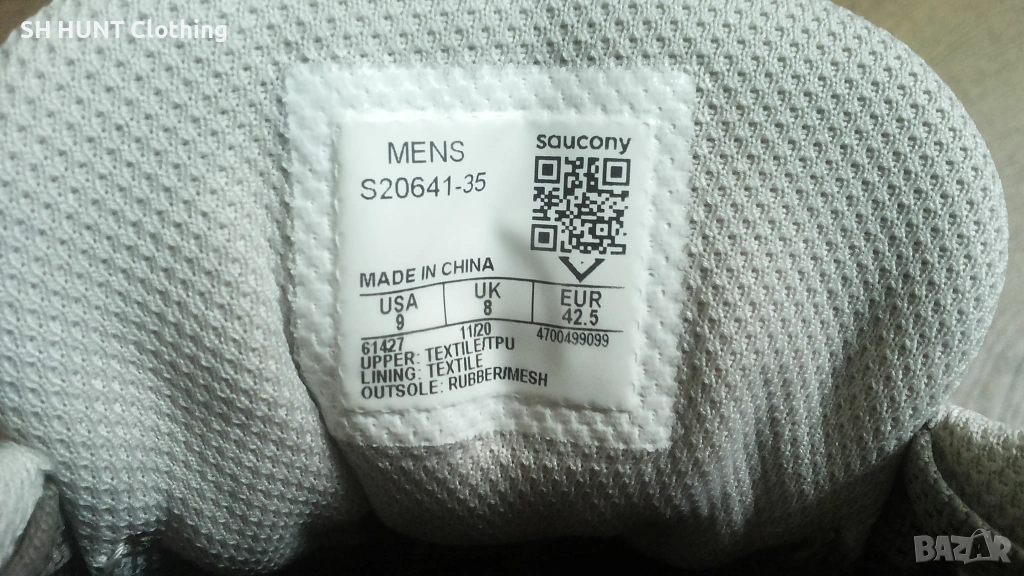 SH HUNT Clothing
MENS
S20641-35
saucony
MADE IN CHINA
USA UK EUR
9 8 42.5
61427 11/20 4700499099
UPPER: TEXTILE/TPU
LINING: TEXTILE
OUTSOLE: RUBBER/MESH
BAZAR